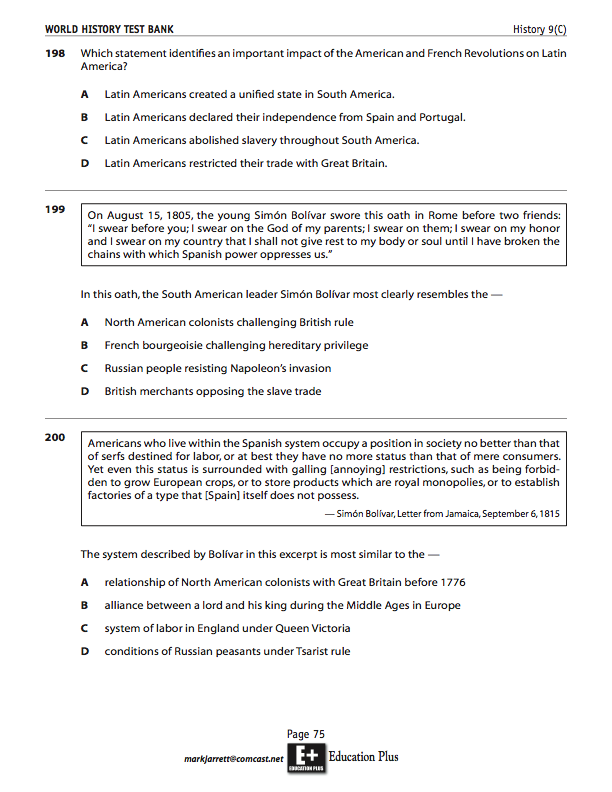 WORLD HISTORY TEST BANK History 9(C)
198 Which statement identifies an important impact of the American and French Revolutions on Latin
America?
A Latin Americans created a unified state in South America.
B Latin Americans declared their independence from Spain and Portugal.
C Latin Americans abolished slavery throughout South America.
D Latin Americans restricted their trade with Great Britain.
199
On August 15, 1805, the young Simón Bolívar swore this oath in Rome before two friends:
“I swear before you; I swear on the God of my parents; I swear on them; I swear on my honor
and I swear on my country that I shall not give rest to my body or soul until I have broken the
chains with which Spanish power oppresses us.”
In this oath, the South American leader Simón Bolívar most clearly resembles the —
A North American colonists challenging British rule
B French bourgeoisie challenging hereditary privilege
C Russian people resisting Napoleon’s invasion
D British merchants opposing the slave trade
200
Americans who live within the Spanish system occupy a position in society no better than that
of serfs destined for labor, or at best they have no more status than that of mere consumers.
Yet even this status is surrounded with galling [annoying] restrictions, such as being forbid-
den to grow European crops, or to store products which are royal monopolies, or to establish
factories of a type that [Spain] itself does not possess.
— Simón Bolívar, Letter from Jamaica, September 6, 1815
The system described by Bolívar in this excerpt is most similar to the —
A relationship of North American colonists with Great Britain before 1776
B alliance between a lord and his king during the Middle Ages in Europe
C system of labor in England under Queen Victoria
D conditions of Russian peasants under Tsarist rule
Page 75
markjarrett@comcast.net E+ EDUCATION PLUS Education Plus